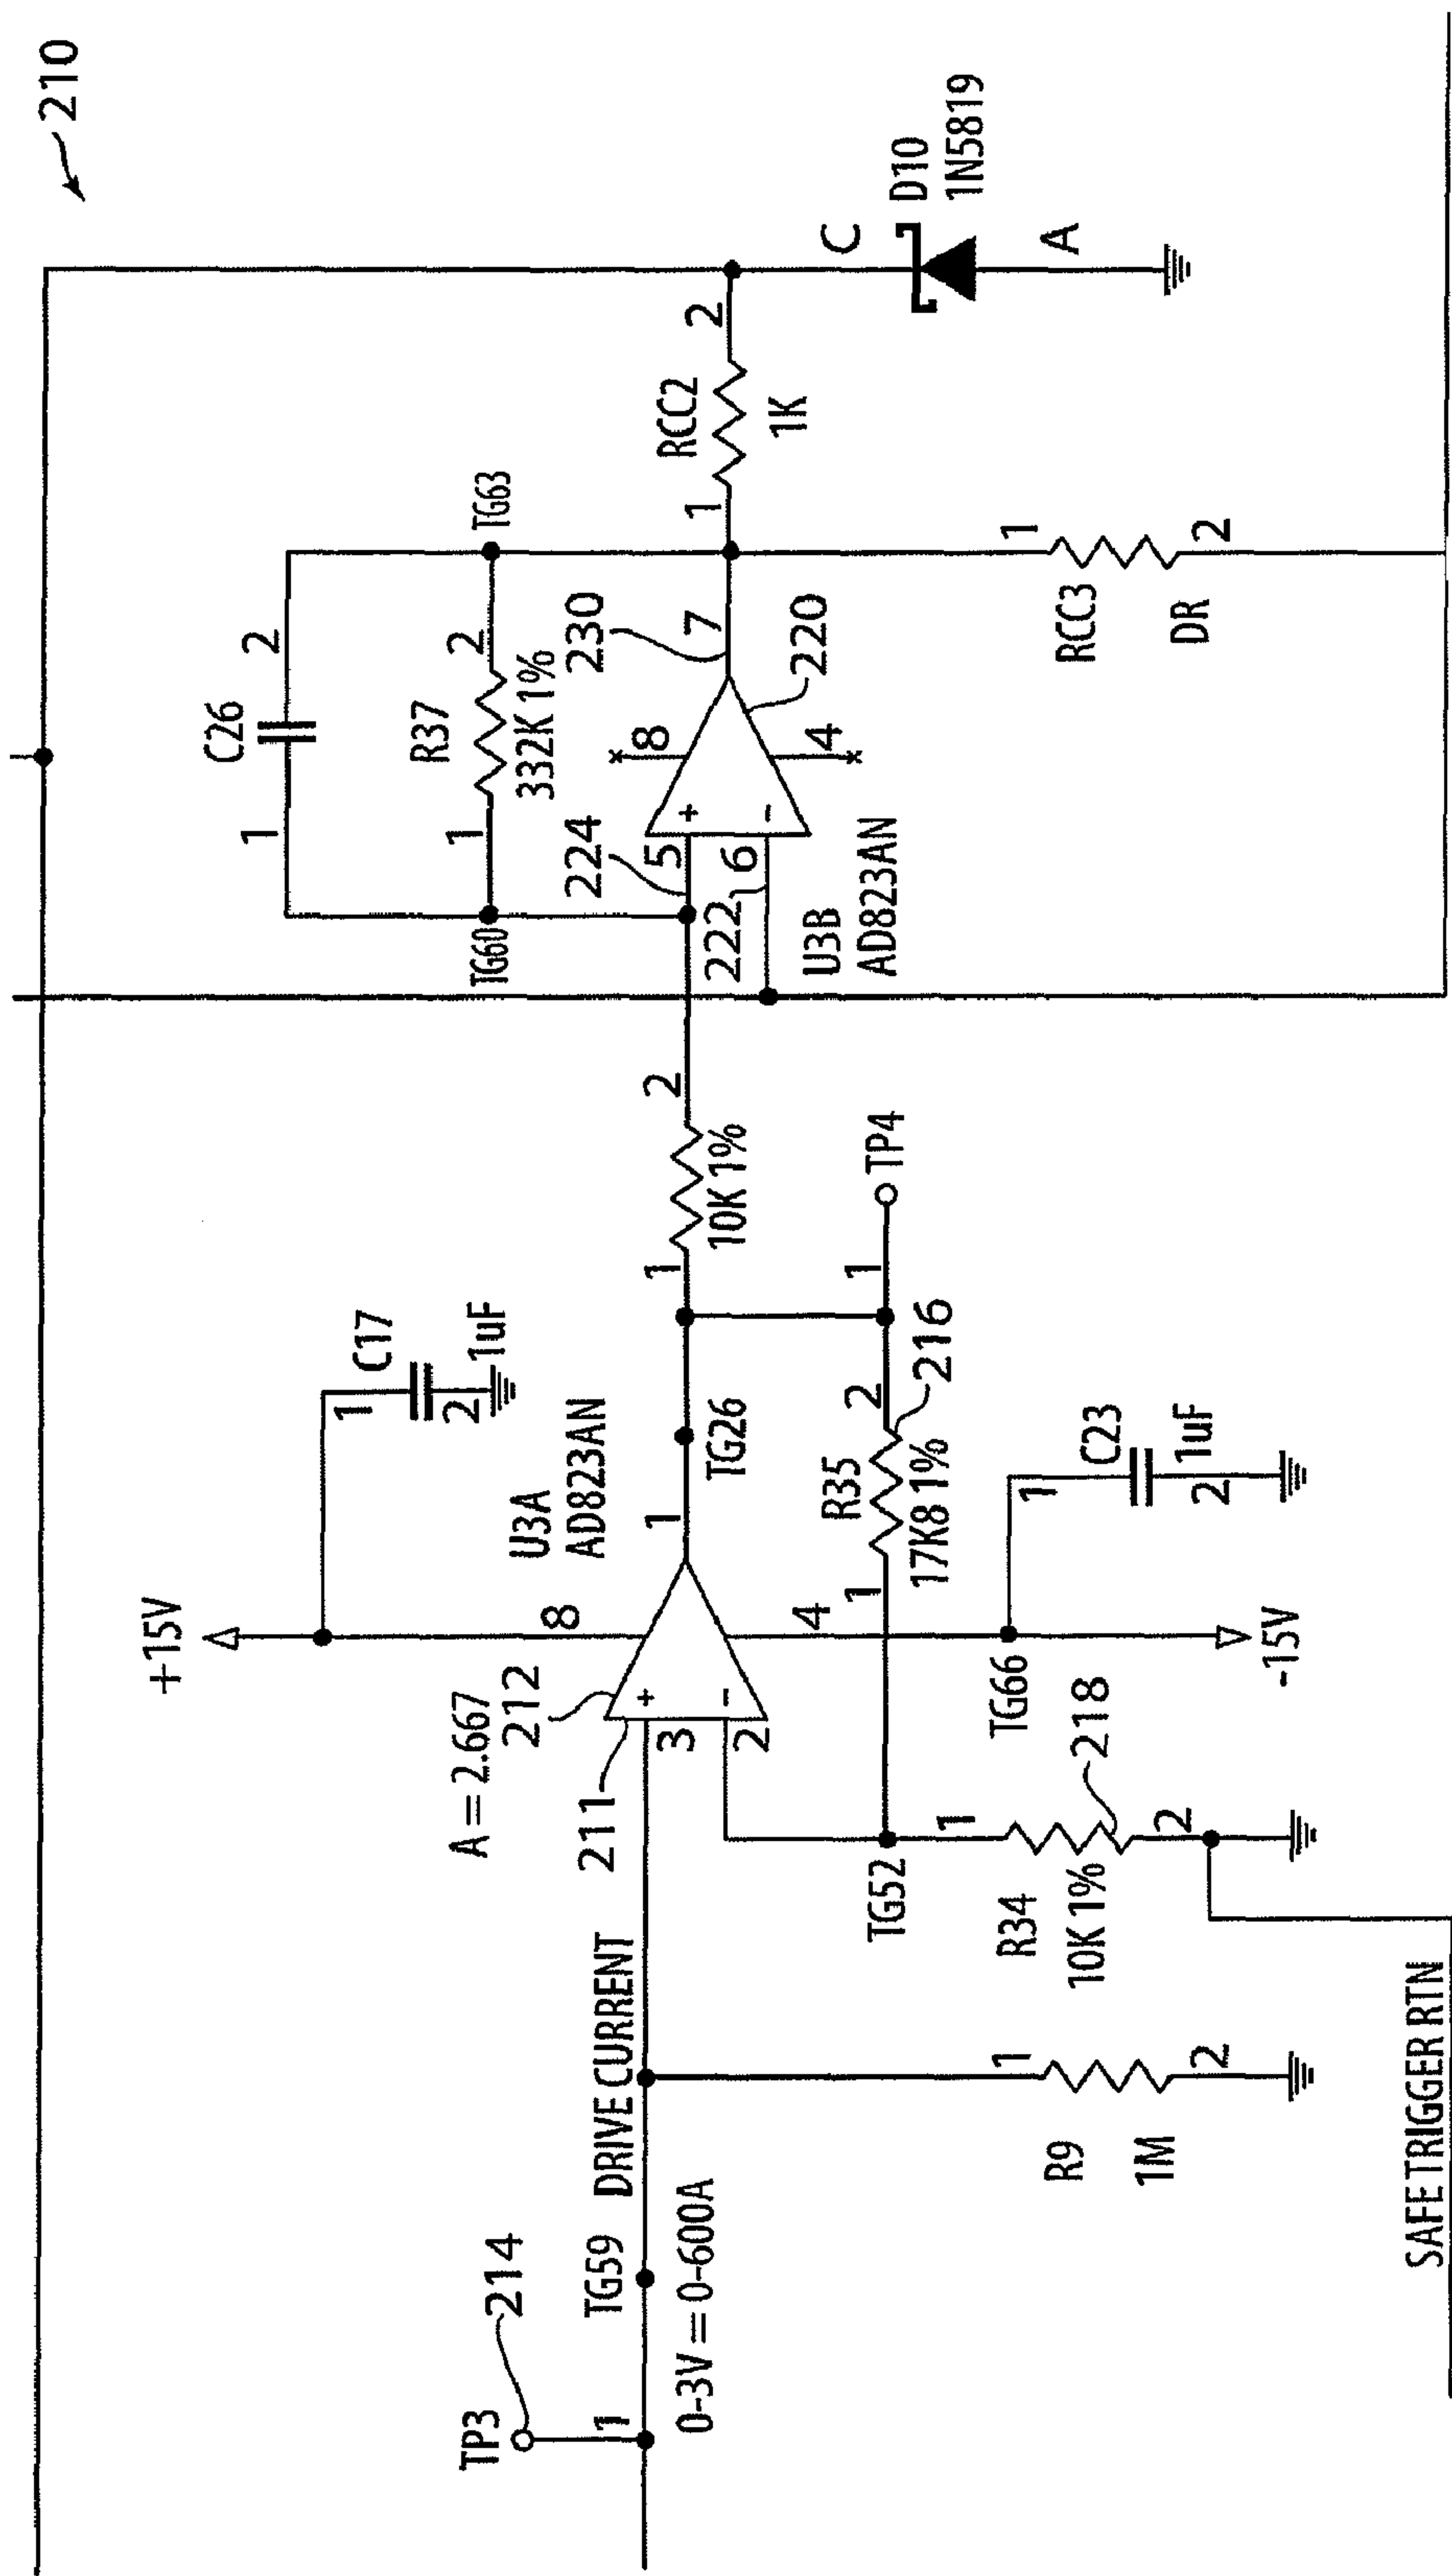 210
+15V
C17
1
2
1uF
A = 2.667
212
8
U3A
AD823AN
TP3
214
1
TG59
DRIVE CURRENT
0-3V = 0-600A
211
3
+
2
−
1
TG26
4
1
10K 1%
2
C26
1
2
TG60
R37
1
2
332K 1%
TG63
224
5
+
222
6
−
8
4
230
7
220
U3B
AD823AN
1
RCC2
2
1K
C
D10
1N5819
A
RCC3
1
2
DR
TP4
1
R35
1
2
216
17K8 1%
TG52
R34
1
2
10K 1%
218
TG66
-15V
C23
1
2
1uF
R9
1
2
1M
SAFE TRIGGER RTN